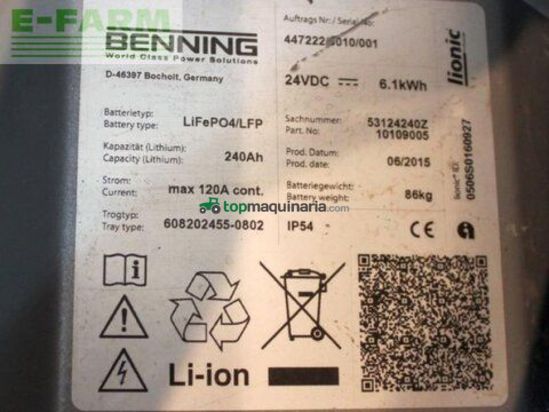 E-FARM
BENNING
World Class Power Solutions
D-46397 Bocholt, Germany
Auftrags Nr./ Serial No:
447222/5010/001
24VDC 6.1kWh
lionic
Batterietyp:
Battery type: LiFePO4/LFP
Sachnummer: 53124240Z
Part. No.: 10109005
Kapazität (Lithium):
Capacity (Lithium): 240Ah
Prod. Datum:
Prod. date: 06/2015
Strom:
Current: max 120A cont.
Batteriegewicht:
Battery weight: 86kg
lionic ID: 0506S0160927
Trogtyp:
Tray type: 608202455-0802
IP54
CE
topmaquinaria.com
Li-ion